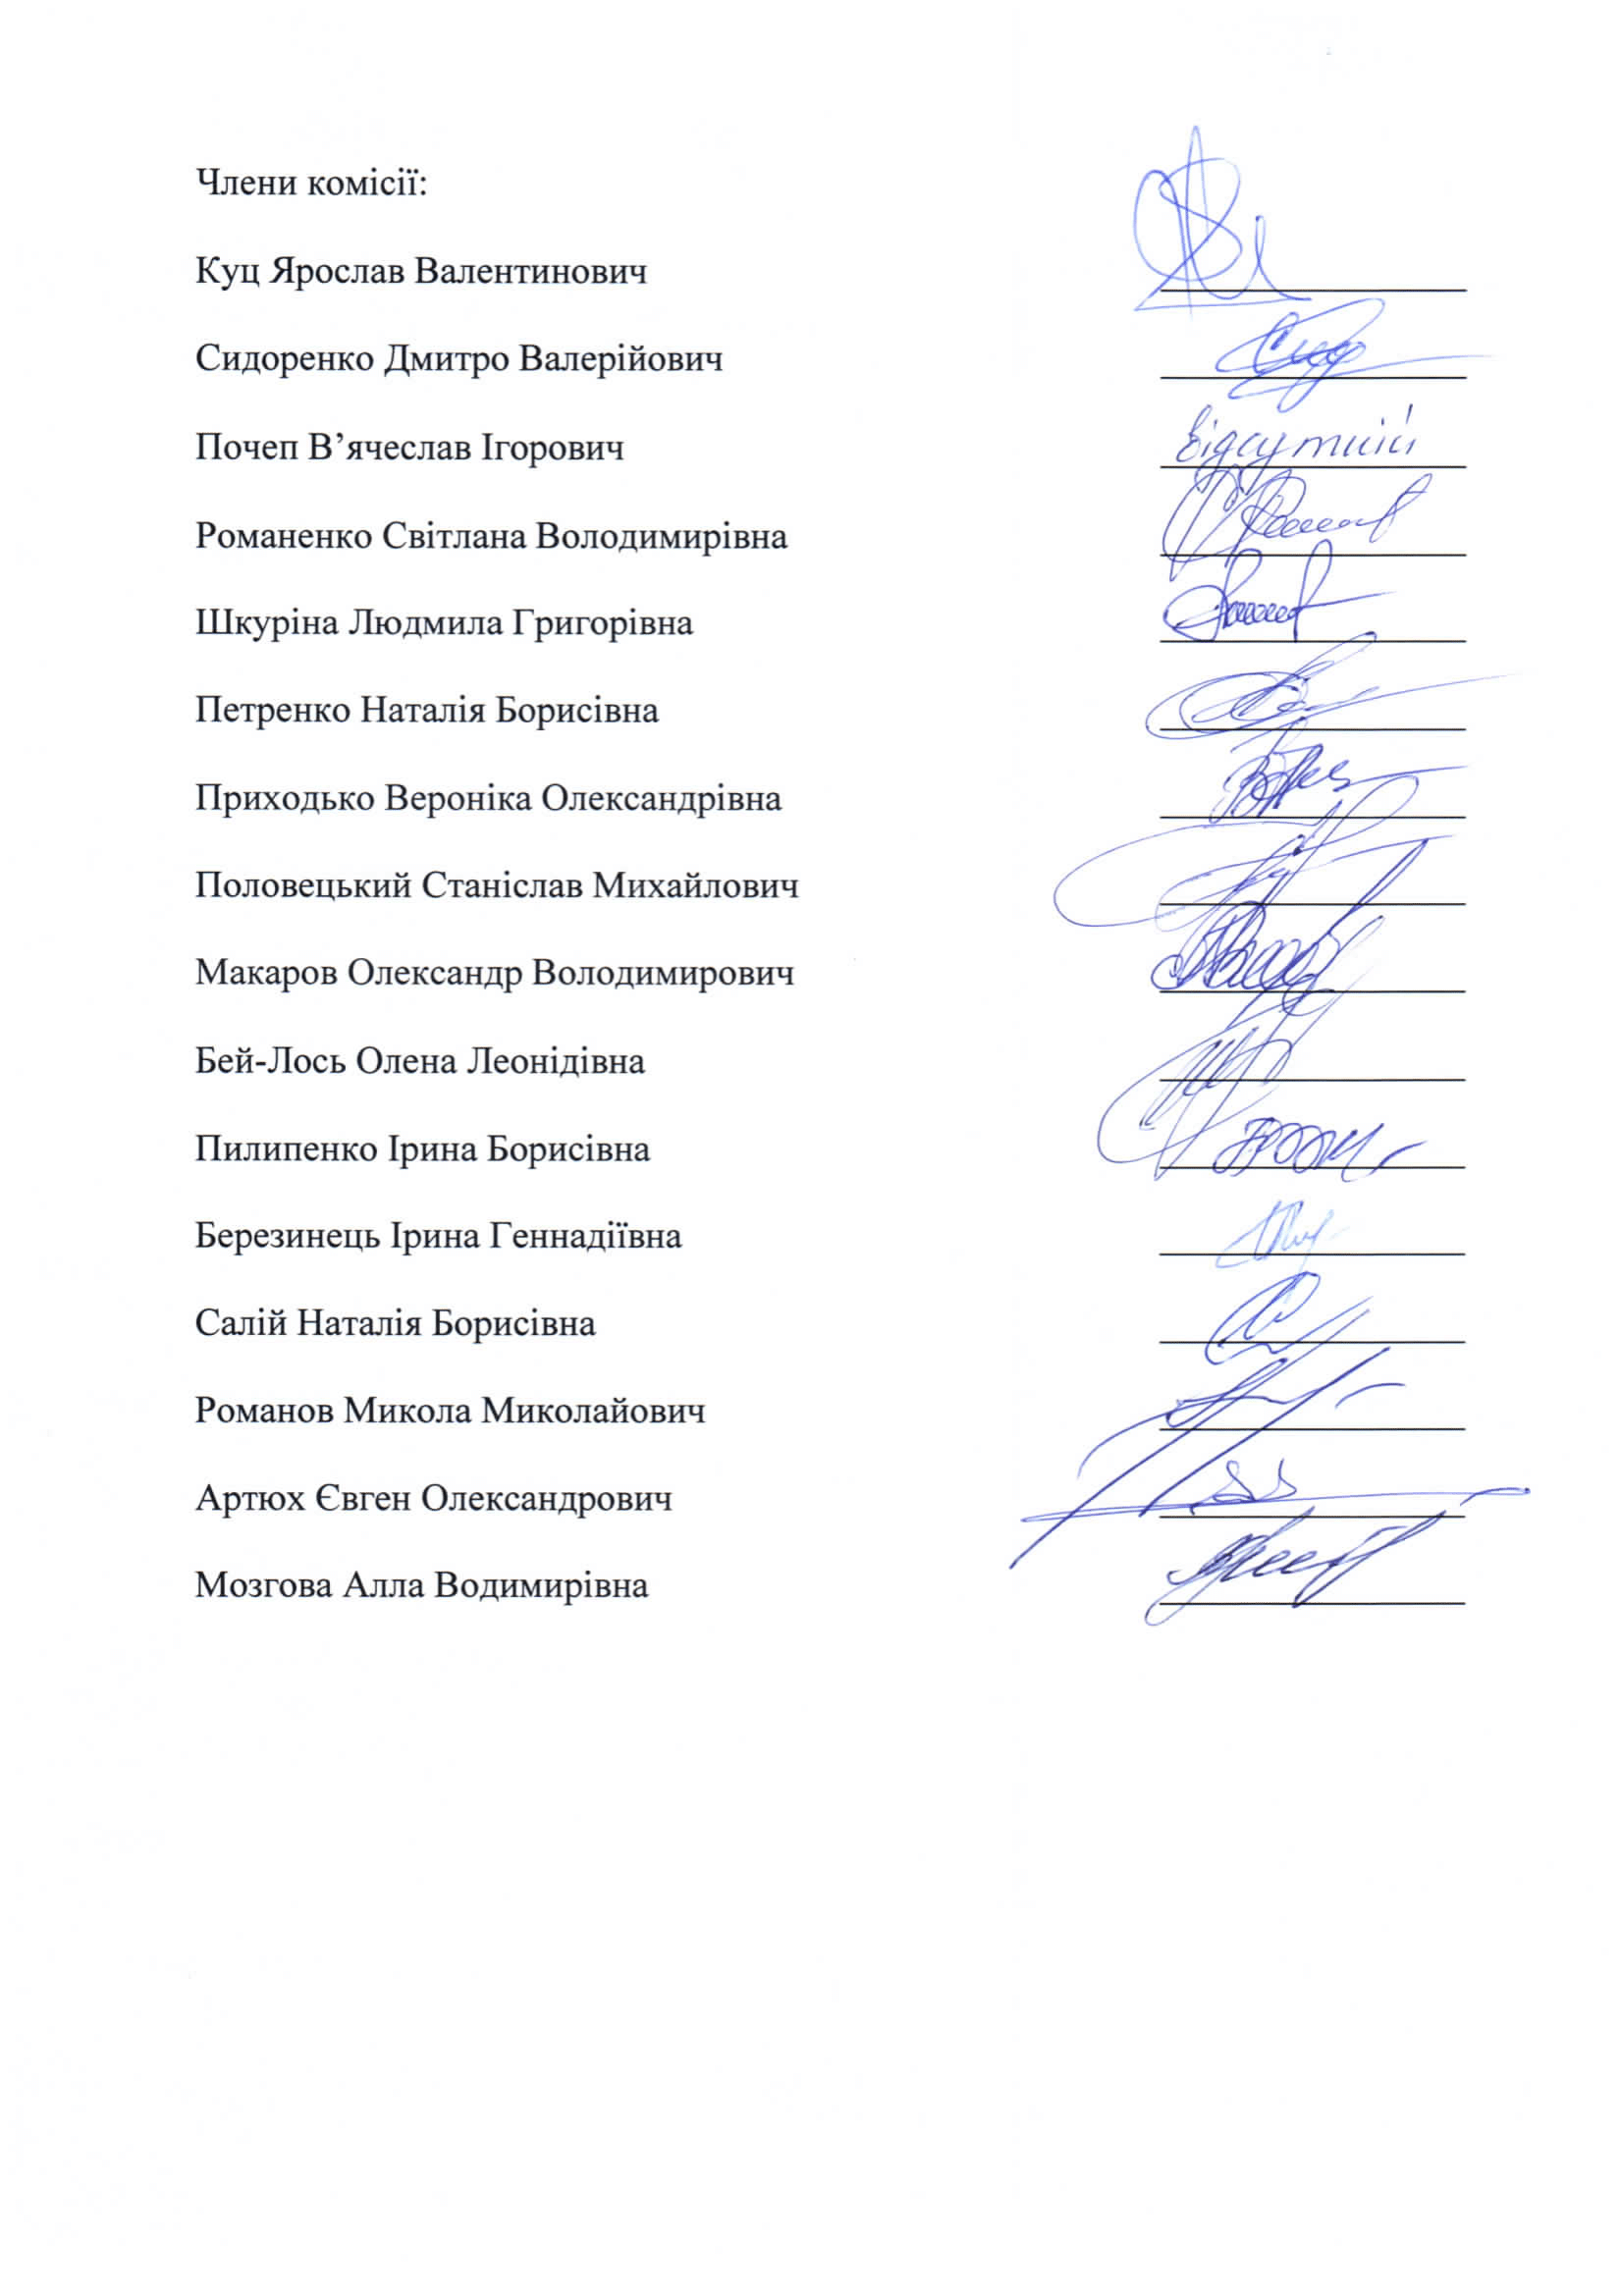 Члени комісії:
Куц Ярослав Валентинович
Сидоренко Дмитро Валерійович
Почеп В’ячеслав Ігорович відсутній
Романенко Світлана Володимирівна
Шкуріна Людмила Григорівна
Петренко Наталія Борисівна
Приходько Вероніка Олександрівна
Половецький Станіслав Михайлович
Макаров Олександр Володимирович
Бей-Лось Олена Леонідівна
Пилипенко Ірина Борисівна
Березинець Ірина Геннадіївна
Салій Наталія Борисівна
Романов Микола Миколайович
Артюх Євген Олександрович
Мозгова Алла Водимирівна